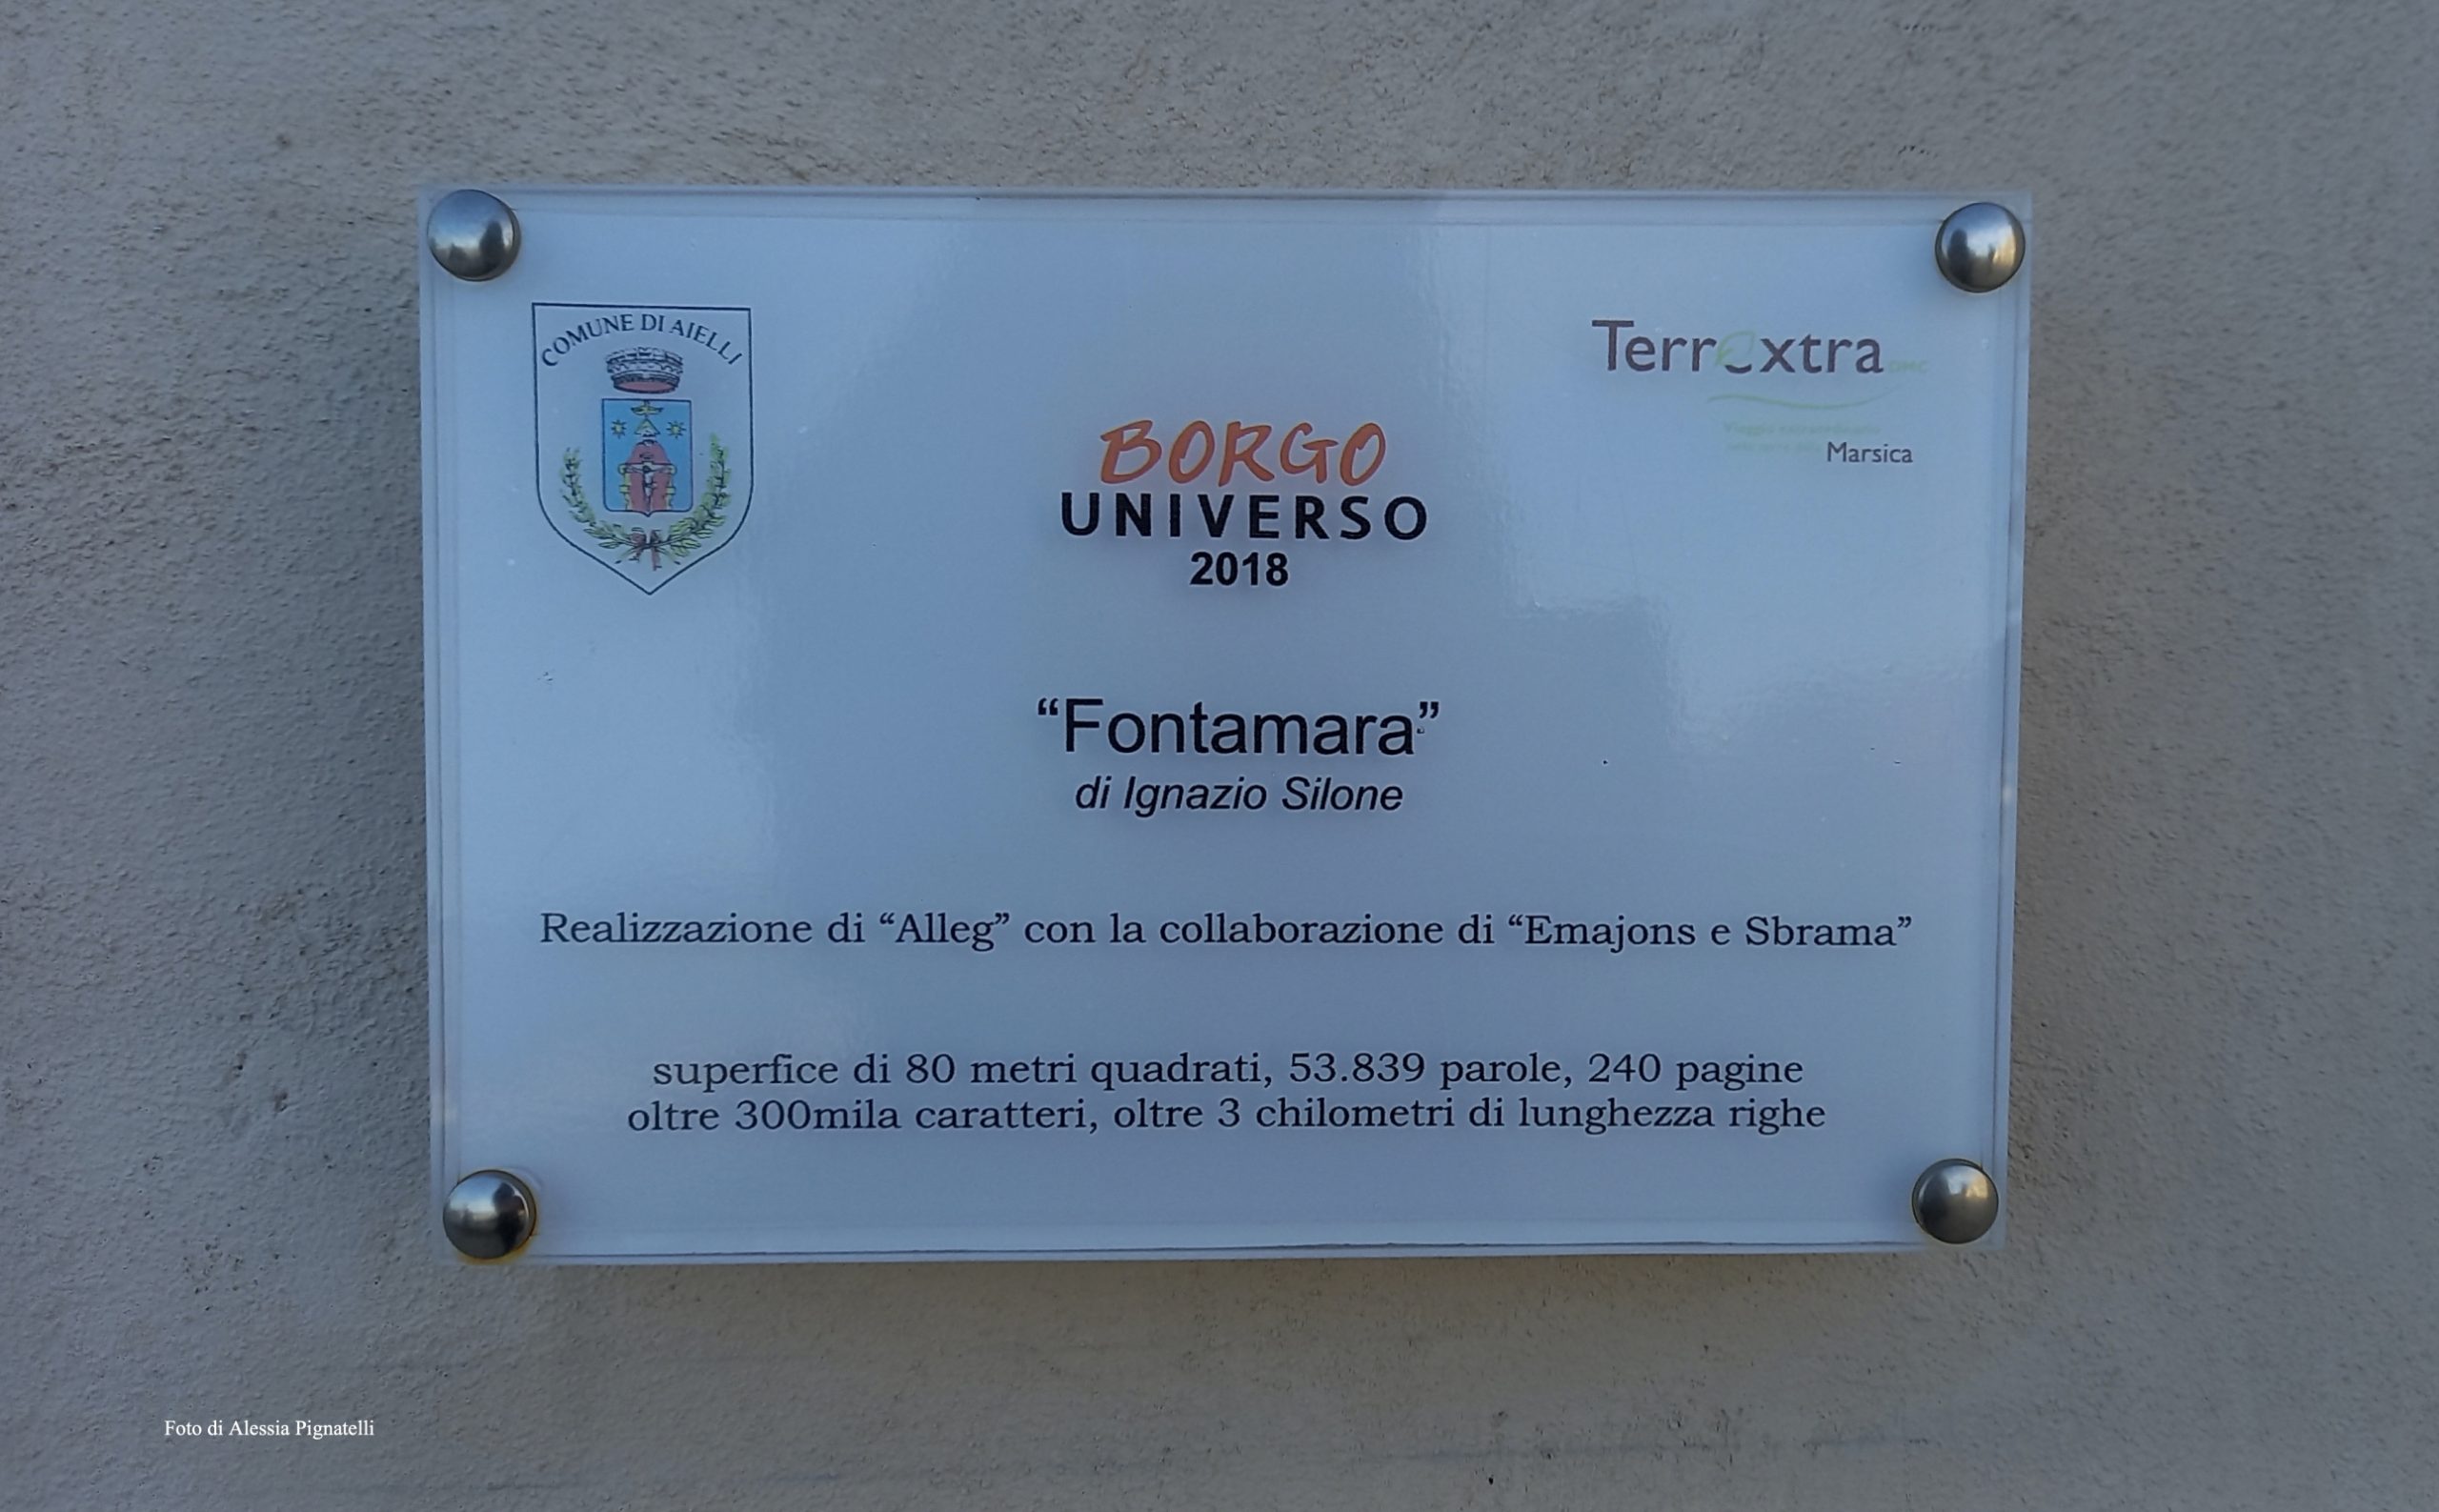 COMUNE DI AIELLI
Terrextra DMC
Marsica
BORGO
UNIVERSO
2018
“Fontamara”
di Ignazio Silone
Realizzazione di “Alleg” con la collaborazione di “Emajons e Sbrama”
superfice di 80 metri quadrati, 53.839 parole, 240 pagine
oltre 300mila caratteri, oltre 3 chilometri di lunghezza righe
Foto di Alessia Pignatelli